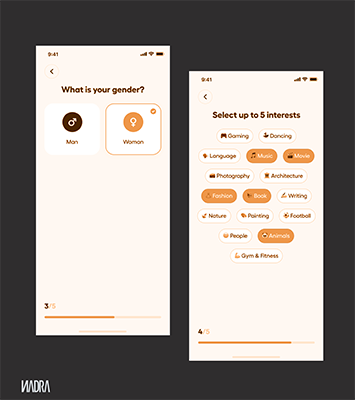 9:41
What is your gender?
Man
Woman
3/5
9:41
Select up to 5 interests
Gaming
Dancing
Language
Music
Movie
Photography
Architecture
Fashion
Book
Writing
Nature
Painting
Football
People
Animals
Gym & Fitness
4/5
NADRA